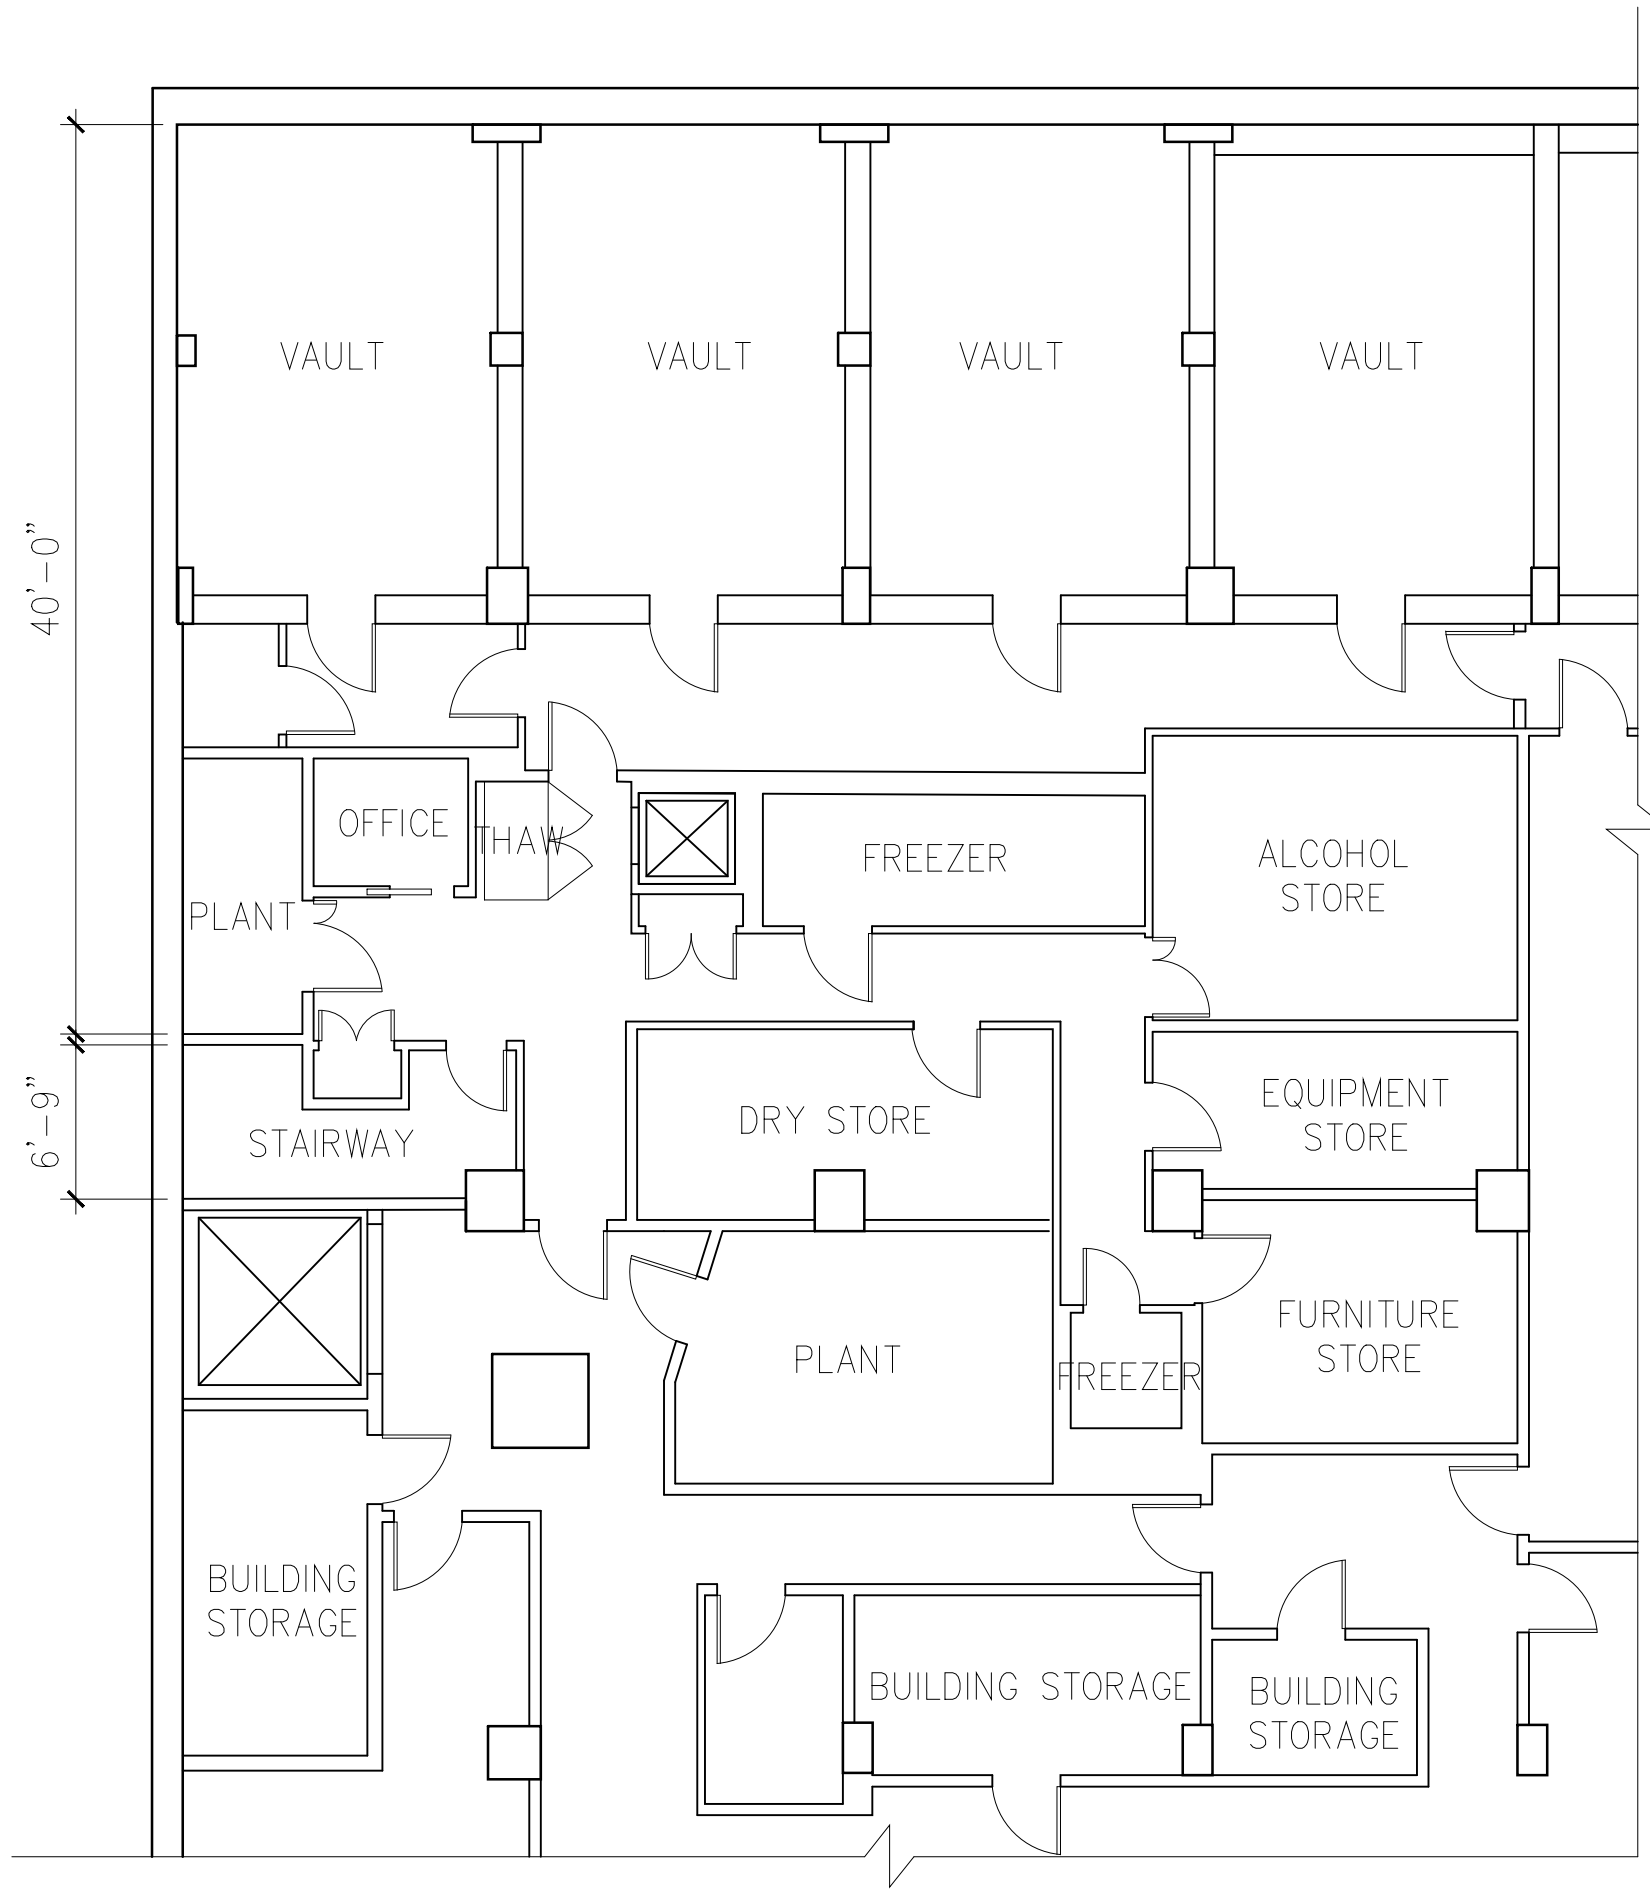 VAULT
VAULT
VAULT
VAULT
40'-0"
OFFICE
THAW
FREEZER
ALCOHOL
STORE
PLANT
EQUIPMENT
STORE
DRY STORE
6'-9"
STAIRWAY
FURNITURE
STORE
PLANT
FREEZER
BUILDING
STORAGE
BUILDING STORAGE
BUILDING
STORAGE